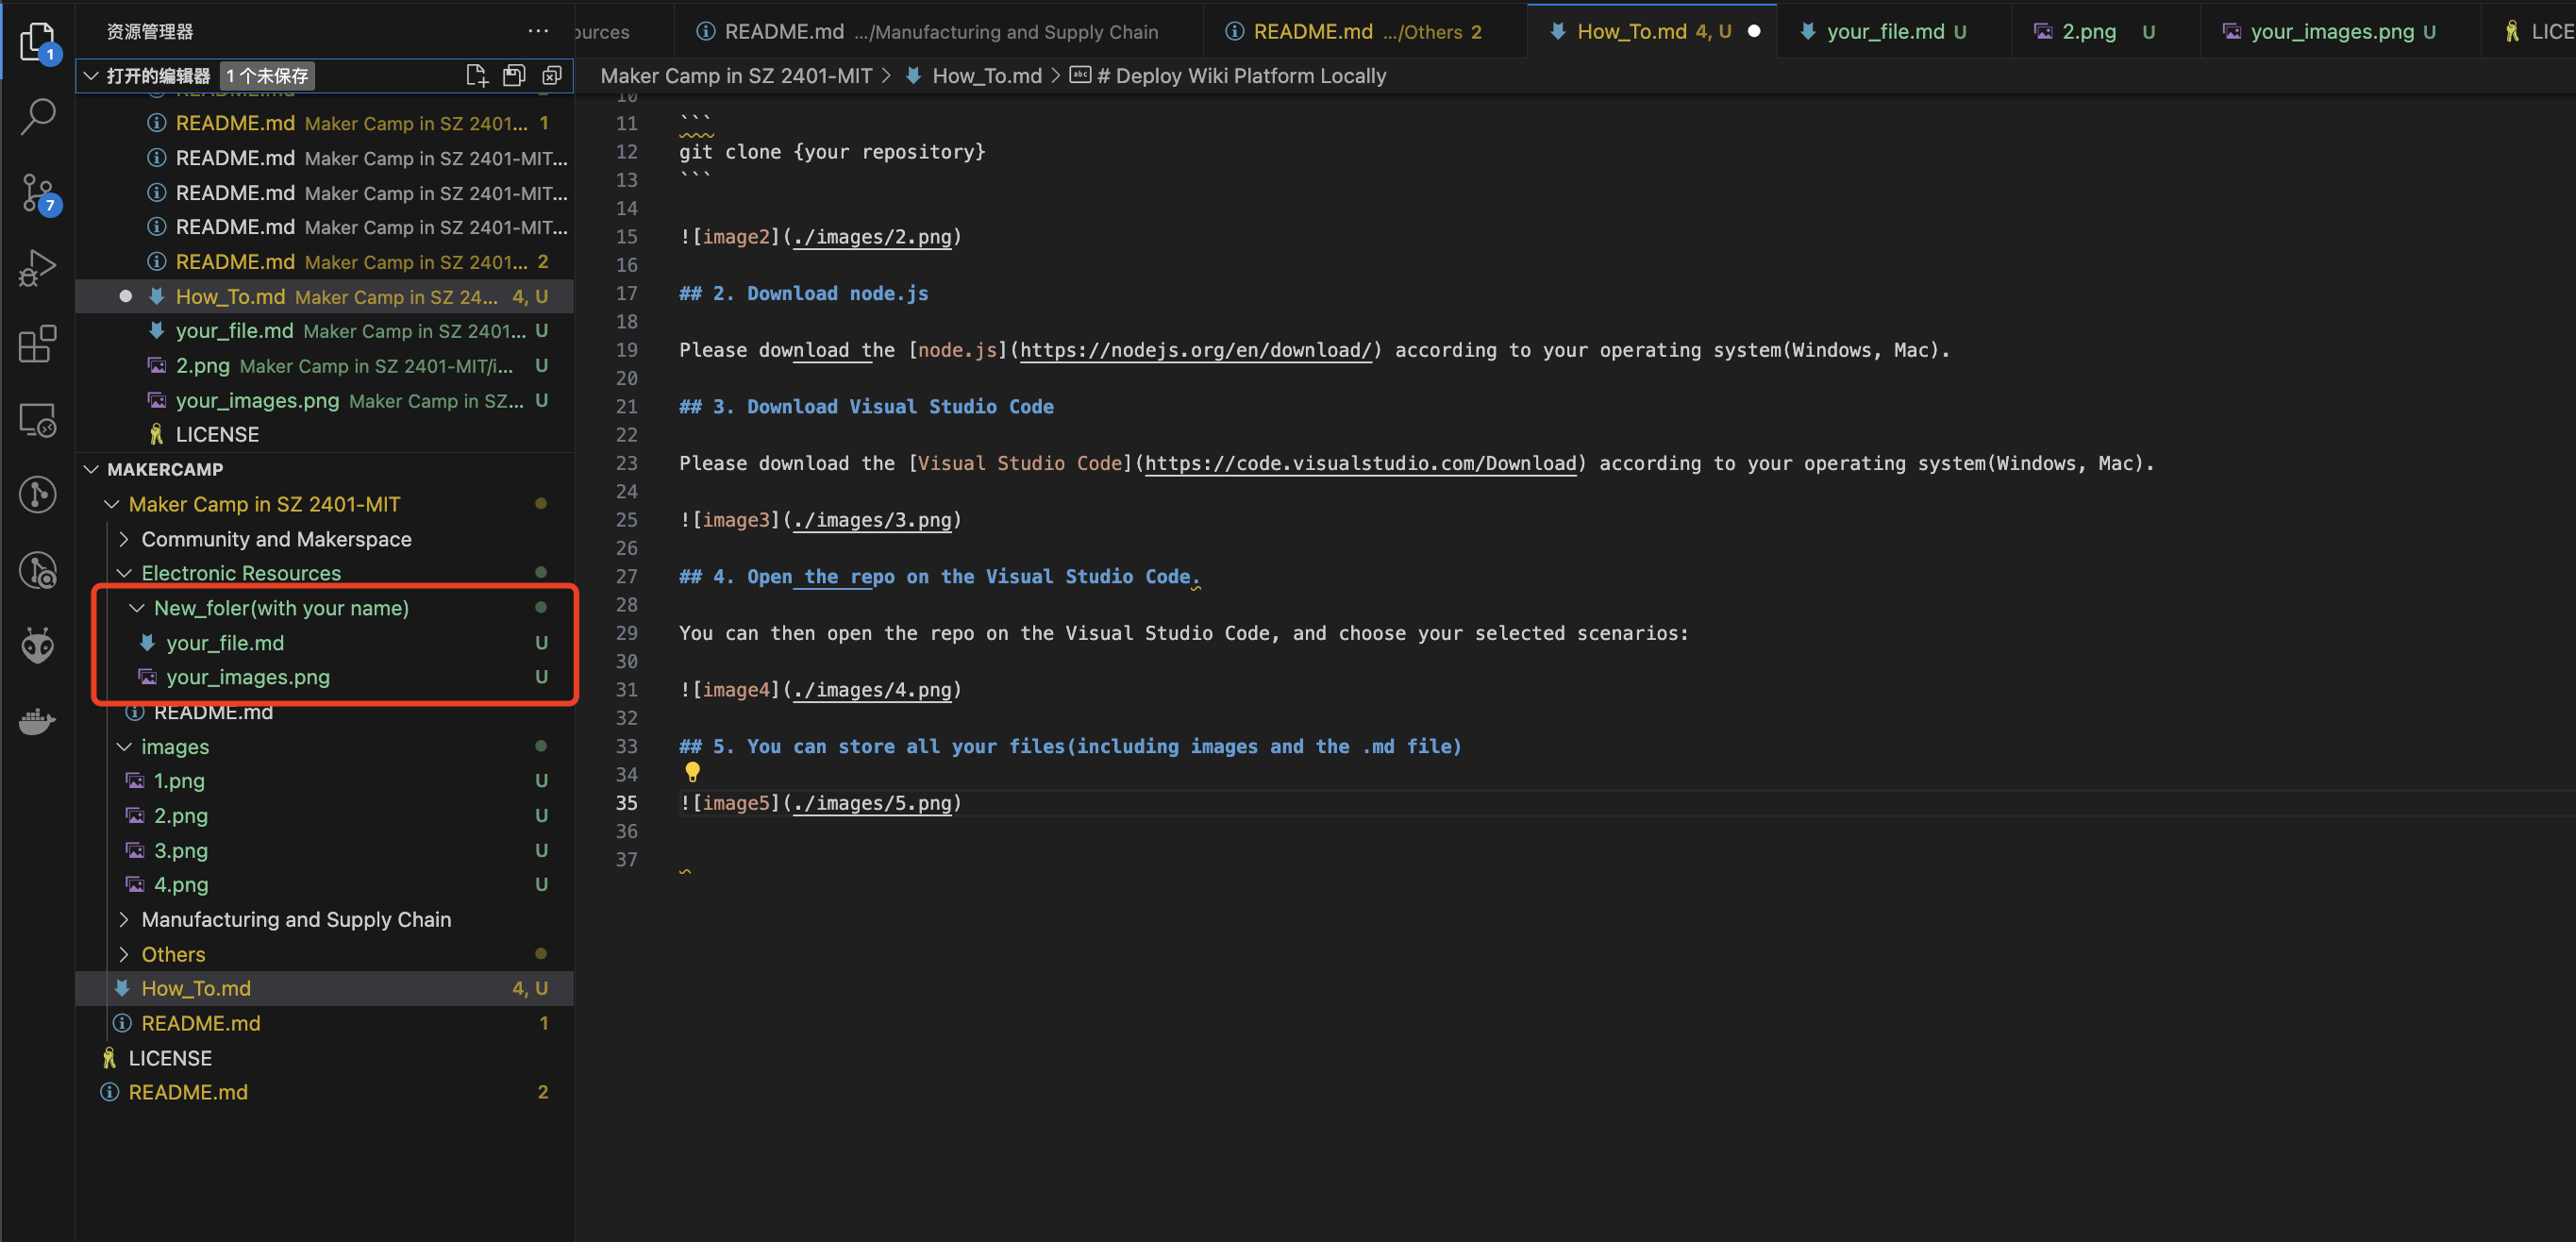 资源管理器
打开的编辑器 1 个未保存
README.md Maker Camp in SZ 2401... 1
README.md Maker Camp in SZ 2401-MIT...
README.md Maker Camp in SZ 2401-MIT...
README.md Maker Camp in SZ 2401-MIT...
README.md Maker Camp in SZ 2401... 2
How_To.md Maker Camp in SZ 24... 4, U
your_file.md Maker Camp in SZ 2401... U
2.png Maker Camp in SZ 2401-MIT/i... U
your_images.png Maker Camp in SZ... U
LICENSE
MAKERCAMP
Maker Camp in SZ 2401-MIT
Community and Makerspace
Electronic Resources
New_foler(with your name)
your_file.md U
your_images.png U
README.md
images
1.png U
2.png U
3.png U
4.png U
Manufacturing and Supply Chain
Others
How_To.md 4, U
README.md 1
LICENSE
README.md 2
1
7
ources
README.md .../Manufacturing and Supply Chain
README.md .../Others 2
How_To.md 4, U
your_file.md U
2.png U
your_images.png U
LICE
Maker Camp in SZ 2401-MIT > How_To.md > abc # Deploy Wiki Platform Locally
10
11 ```
12 git clone {your repository}
13 ```
14
15 ![image2](./images/2.png)
16
17 ## 2. Download node.js
18
19 Please download the [node.js](https://nodejs.org/en/download/) according to your operating system(Windows, Mac).
20
21 ## 3. Download Visual Studio Code
22
23 Please download the [Visual Studio Code](https://code.visualstudio.com/Download) according to your operating system(Windows, Mac).
24
25 ![image3](./images/3.png)
26
27 ## 4. Open the repo on the Visual Studio Code.
28
29 You can then open the repo on the Visual Studio Code, and choose your selected scenarios:
30
31 ![image4](./images/4.png)
32
33 ## 5. You can store all your files(including images and the .md file)
34
35 ![image5](./images/5.png)
36
37